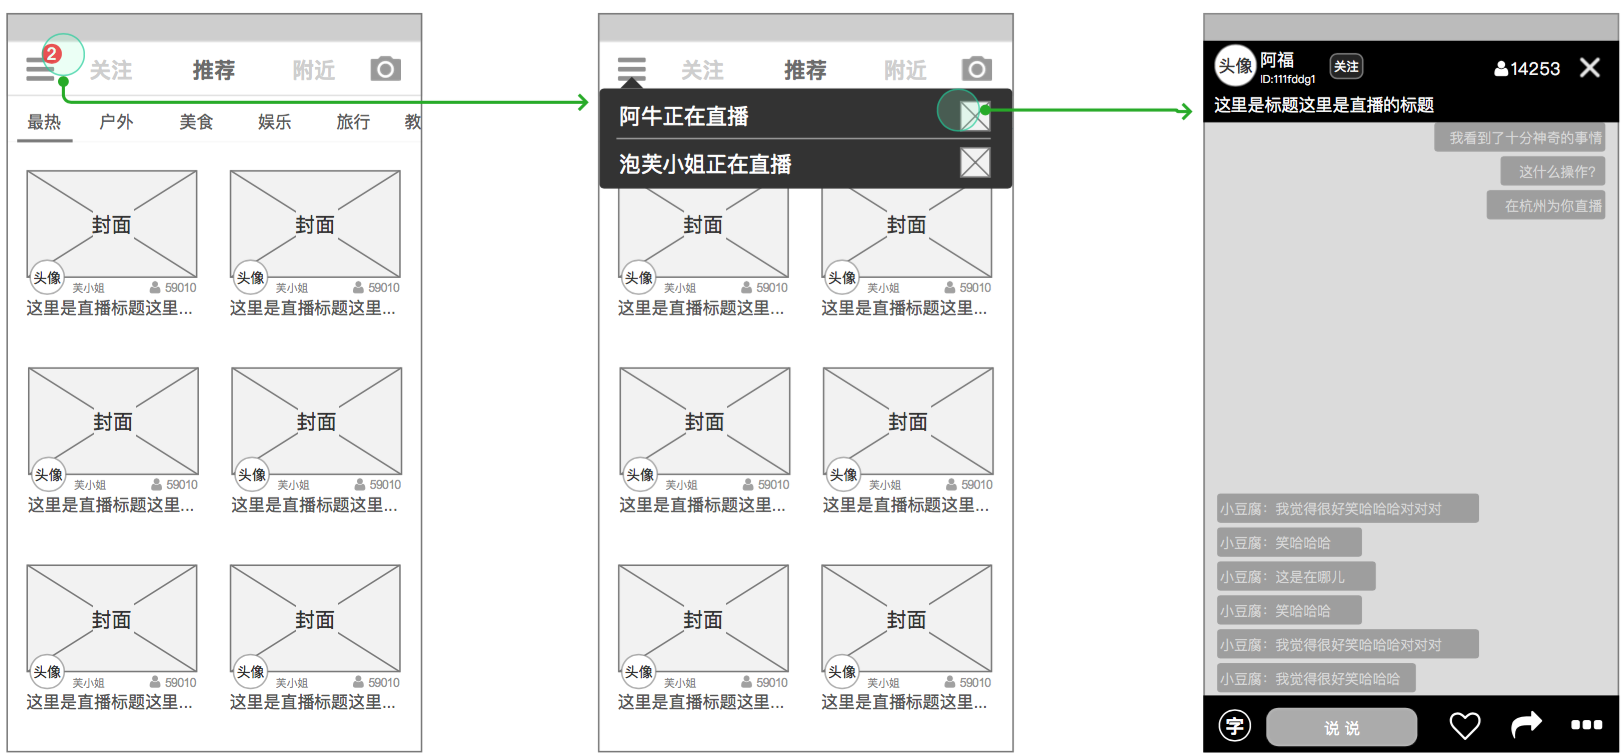 2
关注 推荐 附近
最热 户外 美食 娱乐 旅行 教
封面 封面
头像 芙小姐 59010 头像 芙小姐 59010
这里是直播标题这里... 这里是直播标题这里...
封面 封面
头像 芙小姐 59010 头像 芙小姐 59010
这里是直播标题这里... 这里是直播标题这里...
封面 封面
头像 芙小姐 59010 头像 芙小姐 59010
这里是直播标题这里... 这里是直播标题这里...
关注 推荐 附近
阿牛正在直播
泡芙小姐正在直播
封面 封面
头像 芙小姐 59010 头像 芙小姐 59010
这里是直播标题这里... 这里是直播标题这里...
封面 封面
头像 芙小姐 59010 头像 芙小姐 59010
这里是直播标题这里... 这里是直播标题这里...
封面 封面
头像 芙小姐 59010 头像 芙小姐 59010
这里是直播标题这里... 这里是直播标题这里...
头像 阿福 关注 14253
ID:111fddg1
这里是标题这里是直播的标题
我看到了十分神奇的事情
这什么操作?
在杭州为你直播
小豆腐：我觉得很好笑哈哈哈对对对
小豆腐：笑哈哈哈
小豆腐：这是在哪儿
小豆腐：笑哈哈哈
小豆腐：我觉得很好笑哈哈哈对对对
小豆腐：我觉得很好笑哈哈哈
字 说 说